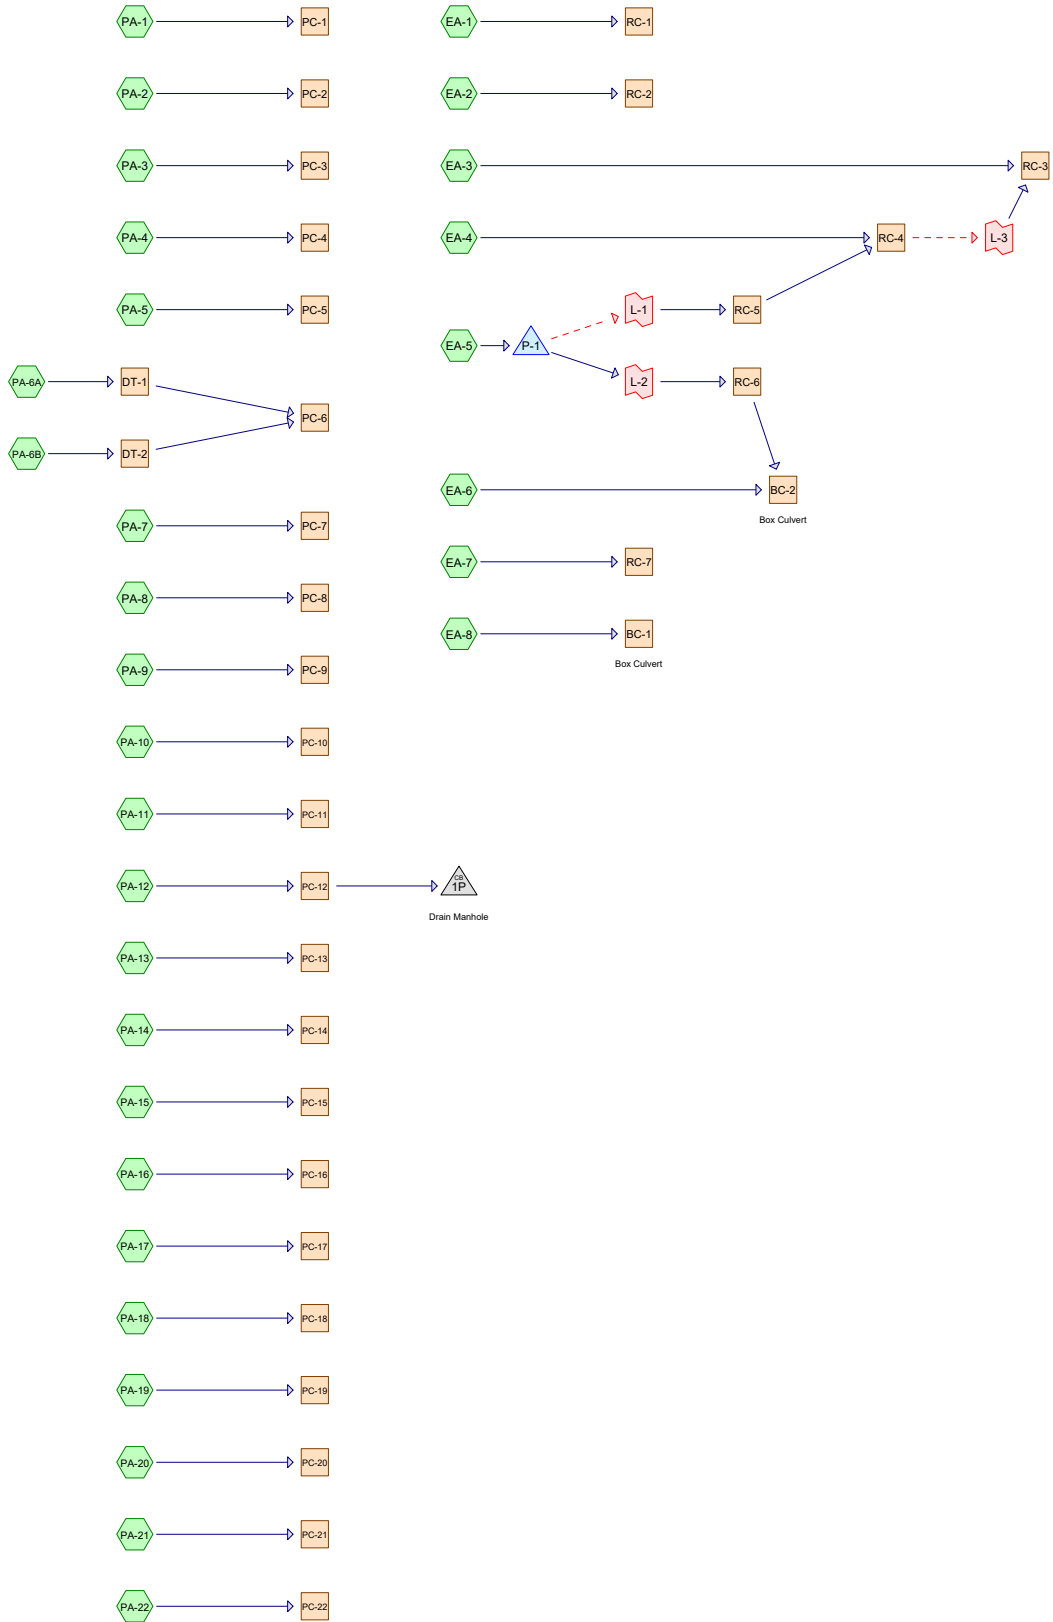 PA-1
PC-1
EA-1
RC-1
PA-2
PC-2
EA-2
RC-2
PA-3
PC-3
EA-3
RC-3
PA-4
PC-4
EA-4
RC-4
L-3
PA-5
PC-5
L-1
RC-5
EA-5
P-1
PA-6A
DT-1
L-2
RC-6
PC-6
PA-6B
DT-2
EA-6
BC-2
Box Culvert
PA-7
PC-7
EA-7
RC-7
PA-8
PC-8
EA-8
BC-1
Box Culvert
PA-9
PC-9
PA-10
PC-10
PA-11
PC-11
PA-12
PC-12
CB
1P
Drain Manhole
PA-13
PC-13
PA-14
PC-14
PA-15
PC-15
PA-16
PC-16
PA-17
PC-17
PA-18
PC-18
PA-19
PC-19
PA-20
PC-20
PA-21
PC-21
PA-22
PC-22